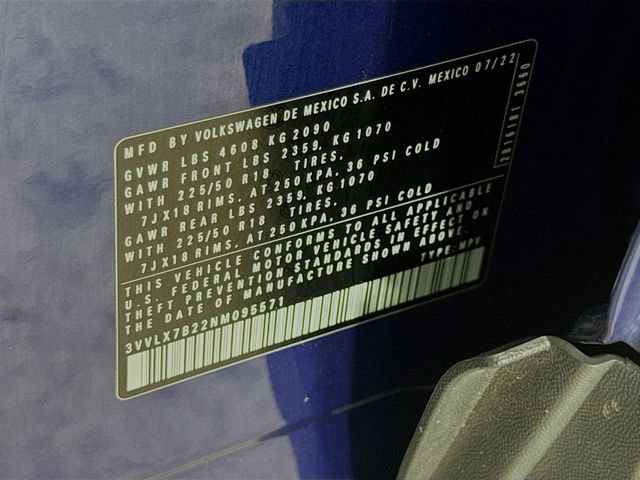 MFD BY VOLKSWAGEN DE MEXICO S.A. DE C.V. MEXICO 07/22
GVWR LBS 4608 KG 2090
GAWR FRONT LBS 2359, KG 1070
WITH 225/50 R18 TIRES,
7JX18 RIMS, AT 250 KPA, 36 PSI COLD
GAWR REAR LBS 2359, KG 1070
WITH 225/50 R18 TIRES,
7JX18 RIMS, AT 250 KPA, 36 PSI COLD
THIS VEHICLE CONFORMS TO ALL APPLICABLE
U.S. FEDERAL MOTOR VEHICLE SAFETY AND
THEFT PREVENTION STANDARDS IN EFFECT ON
THE DATE OF MANUFACTURE SHOWN ABOVE.
3VVLX7B22NM095571 TYPE: MPV